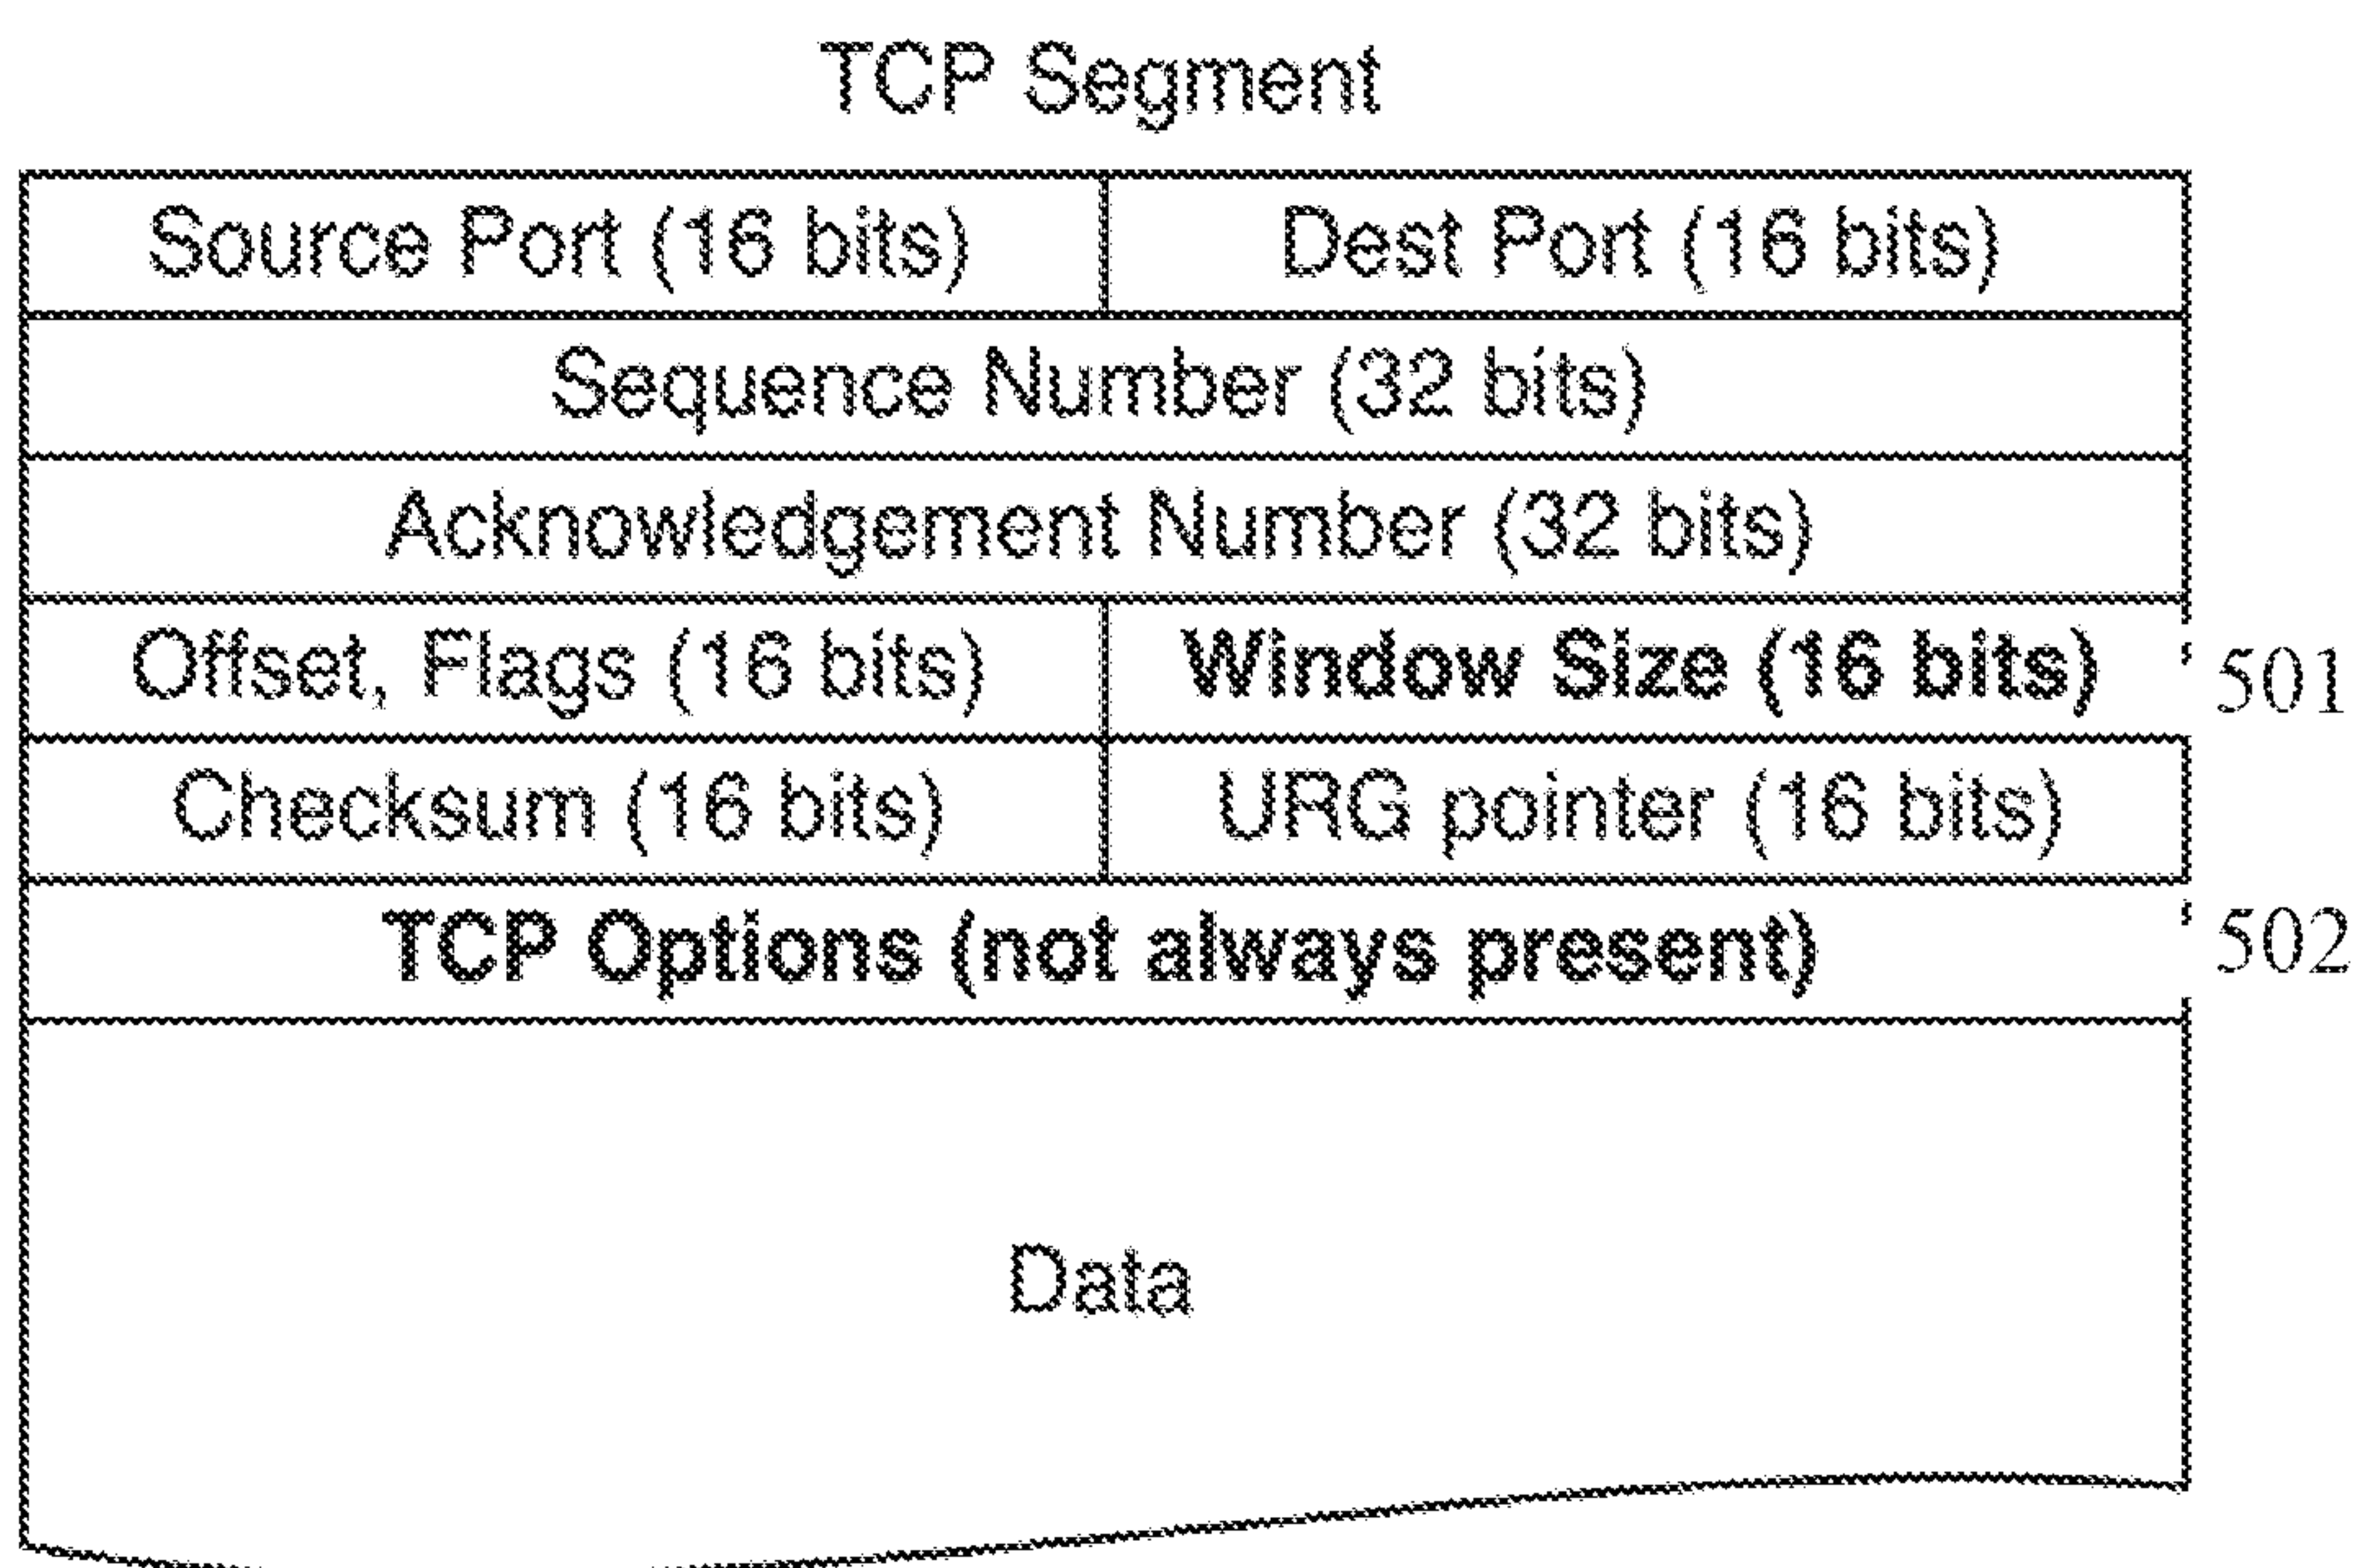 TCP Segment
Source Port (16 bits) Dest Port (16 bits)
Sequence Number (32 bits)
Acknowledgement Number (32 bits)
Offset, Flags (16 bits) Window Size (16 bits) 501
Checksum (16 bits) URG pointer (16 bits)
TCP Options (not always present) 502
Data